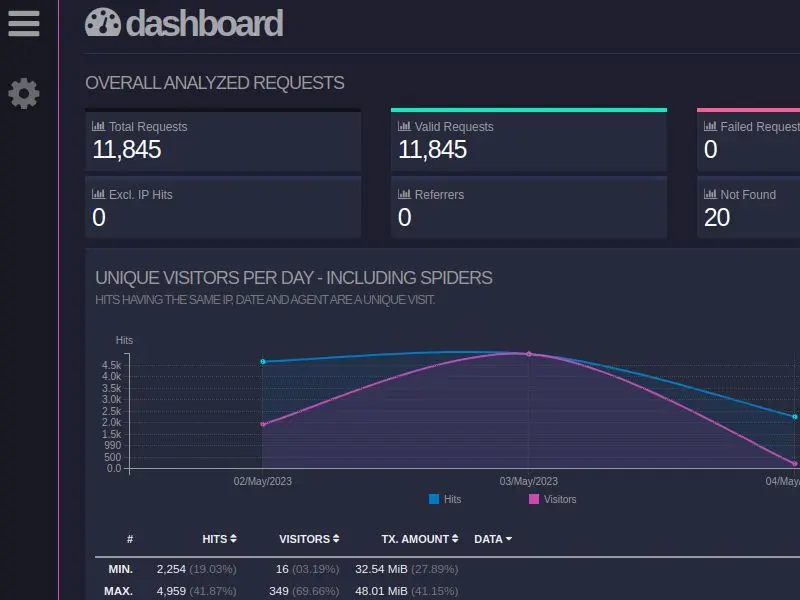 dashboard
OVERALL ANALYZED REQUESTS
Total Requests
11,845
Valid Requests
11,845
Failed Request
0
Excl. IP Hits
0
Referrers
0
Not Found
20
UNIQUE VISITORS PER DAY - INCLUDING SPIDERS
HITS HAVING THE SAME IP, DATE AND AGENT ARE A UNIQUE VISIT.
Hits
4.5k
4.0k
3.5k
3.0k
2.5k
2.0k
1.5k
990
500
0.0
02/May/2023 03/May/2023 04/May/
Hits Visitors
# HITS VISITORS TX. AMOUNT DATA
MIN. 2,254 (19.03%) 16 (03.19%) 32.54 MiB (27.89%)
MAX. 4,959 (41.87%) 349 (69.66%) 48.01 MiB (41.15%)